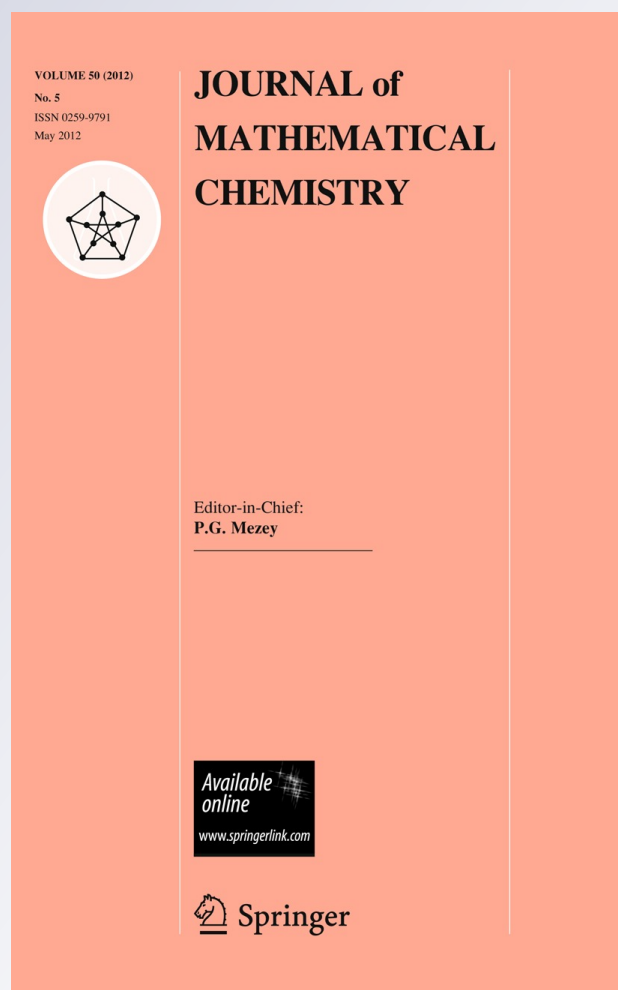 VOLUME 50 (2012)
No. 5
ISSN 0259-9791
May 2012
JOURNAL of
MATHEMATICAL
CHEMISTRY
Editor-in-Chief:
P.G. Mezey
Available
online
www.springerlink.com
Springer